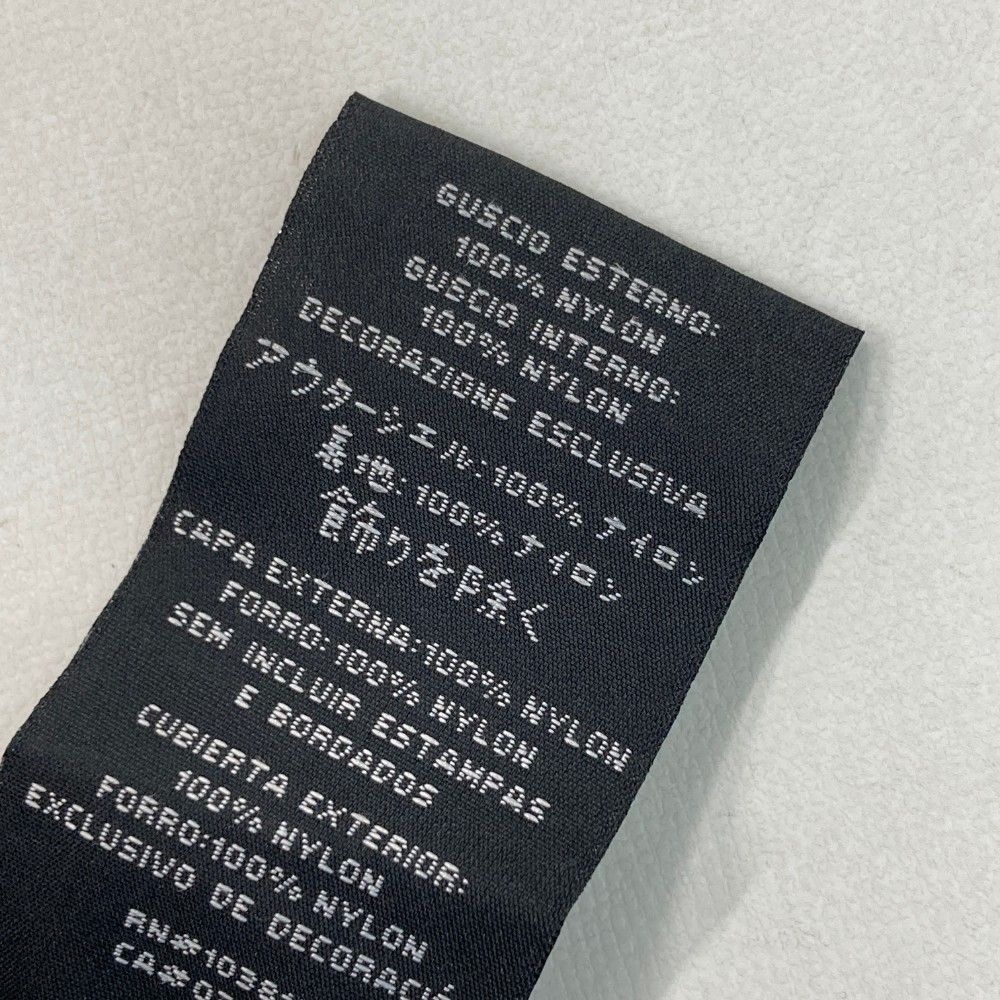 GUSCIO ESTERNO:
100% NYLON
GUBCIO INTERNO:
100% NYLON
DECORAZIONE ESCLUSIVA
アウターシェル:100% ナイロン
裏地:100%ナイロン
飾りを除く
CAPA EXTERNA:100% NYLON
FORRO:100% NYLON
SEM INCLUIR ESTAMPAS
E BORDADOS
CUBIERTA EXTERIOR:
100% NYLON
FORRO:100% NYLON
EXCLUSIVO DE